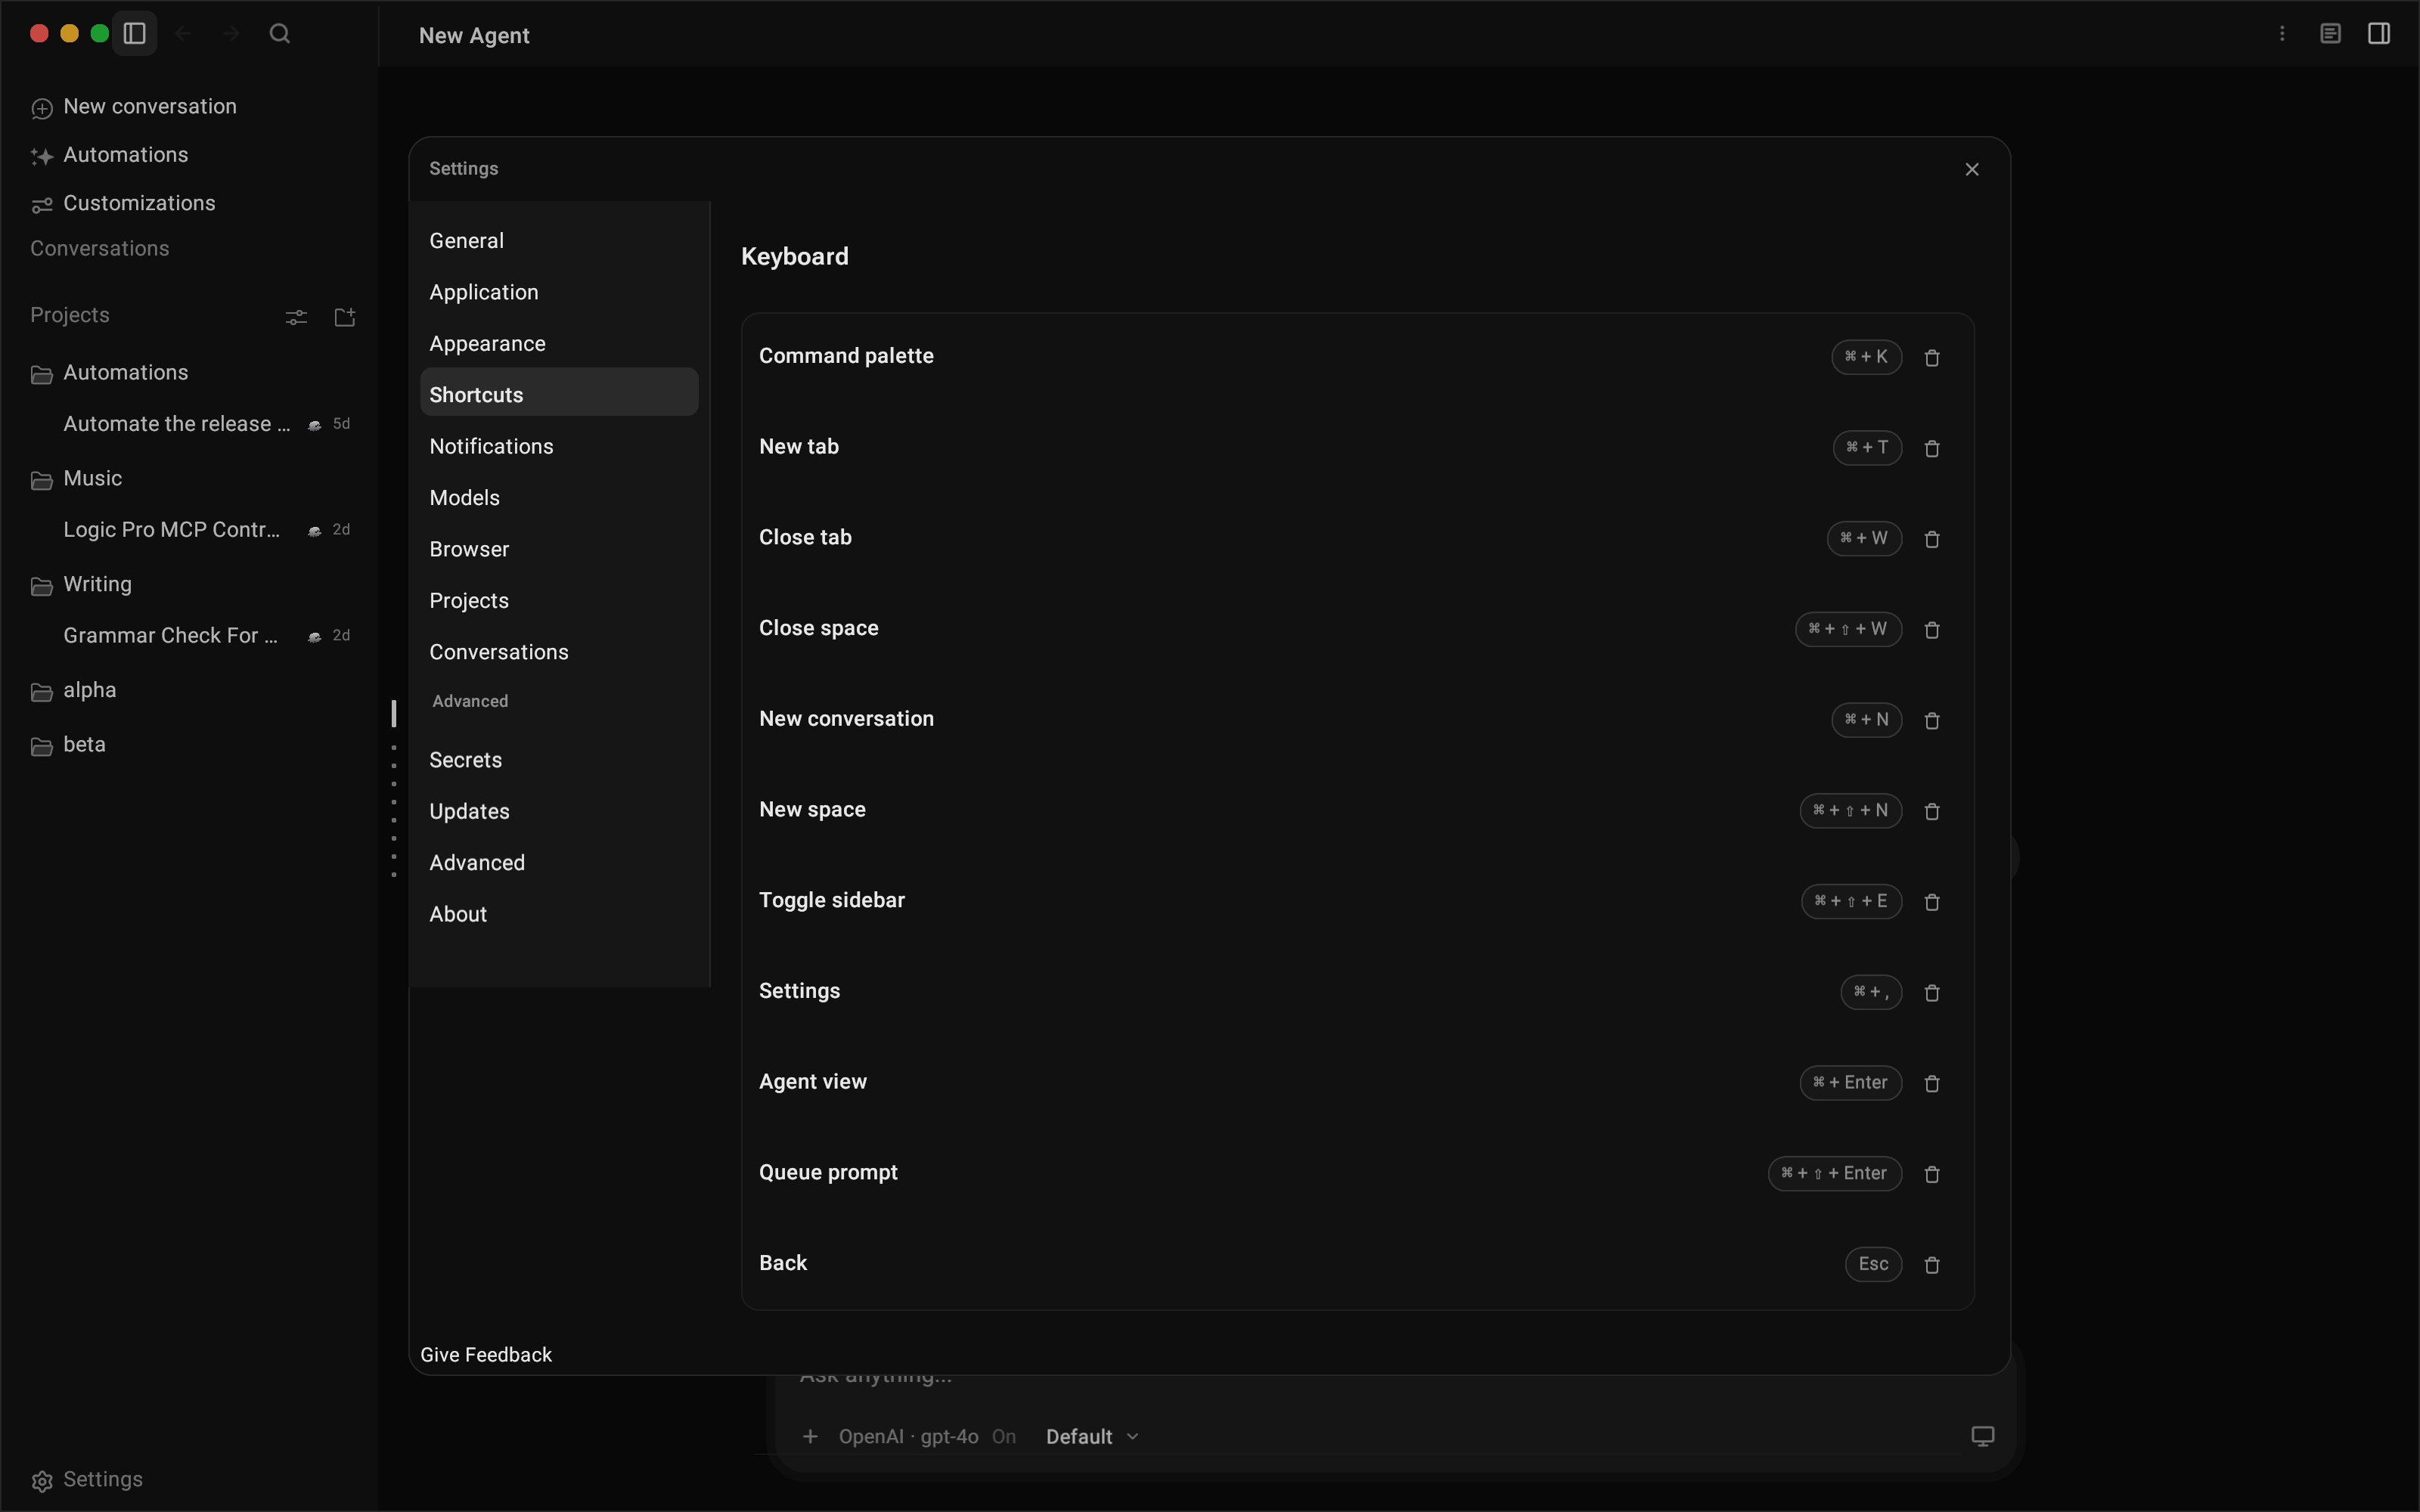 New Agent
New conversation
Automations
Customizations
Conversations
Projects
Automations
Automate the release ... 5d
Music
Logic Pro MCP Contr... 2d
Writing
Grammar Check For ... 2d
alpha
beta
Settings
Settings
General
Application
Appearance
Shortcuts
Notifications
Models
Browser
Projects
Conversations
Advanced
Secrets
Updates
Advanced
About
Give Feedback
Keyboard
Command palette ⌘ + K
New tab ⌘ + T
Close tab ⌘ + W
Close space ⌘ + ⇧ + W
New conversation ⌘ + N
New space ⌘ + ⇧ + N
Toggle sidebar ⌘ + ⇧ + E
Settings ⌘ + ,
Agent view ⌘ + Enter
Queue prompt ⌘ + ⇧ + Enter
Back Esc
Ask anything...
OpenAI · gpt-4o On Default